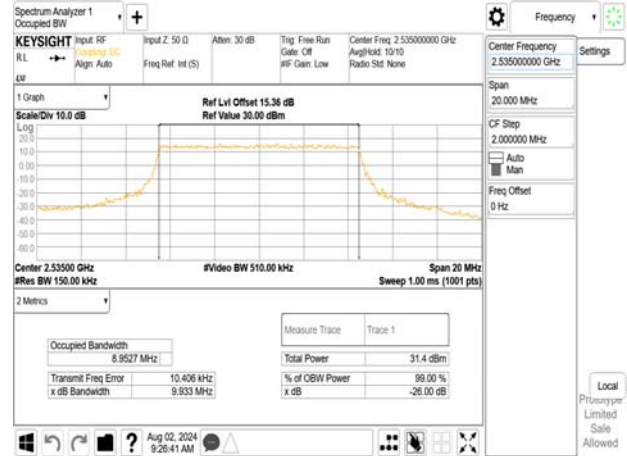 Spectrum Analyzer 1
Occupied BW
Frequency
KEYSIGHT
RL
Input: RF
Coupling: DC
Align: Auto
Input Z: 50 Ω
Freq Ref: Int (S)
Atten: 30 dB
Trig: Free Run
Gate: Off
#IF Gain: Low
Center Freq: 2.535000000 GHz
Avg|Hold: 10/10
Radio Std: None
Center Frequency
2.535000000 GHz
Settings
Span
20.000 MHz
CF Step
2.000000 MHz
Auto
Man
Freq Offset
0 Hz
1 Graph
Scale/Div 10.0 dB
Ref Lvl Offset 15.36 dB
Ref Value 30.00 dBm
Log
20.0
10.0
0.00
-10.0
-20.0
-30.0
-40.0
-50.0
-60.0
Center 2.53500 GHz
#Res BW 150.00 kHz
#Video BW 510.00 kHz
Span 20 MHz
Sweep 1.00 ms (1001 pts)
2 Metrics
Measure Trace
Trace 1
Occupied Bandwidth
8.9527 MHz
Total Power
31.4 dBm
Transmit Freq Error
10.406 kHz
% of OBW Power
99.00 %
x dB Bandwidth
9.933 MHz
x dB
-26.00 dB
Local
Prototype
Limited
Sale
Allowed
Aug 02, 2024
9:26:41 AM